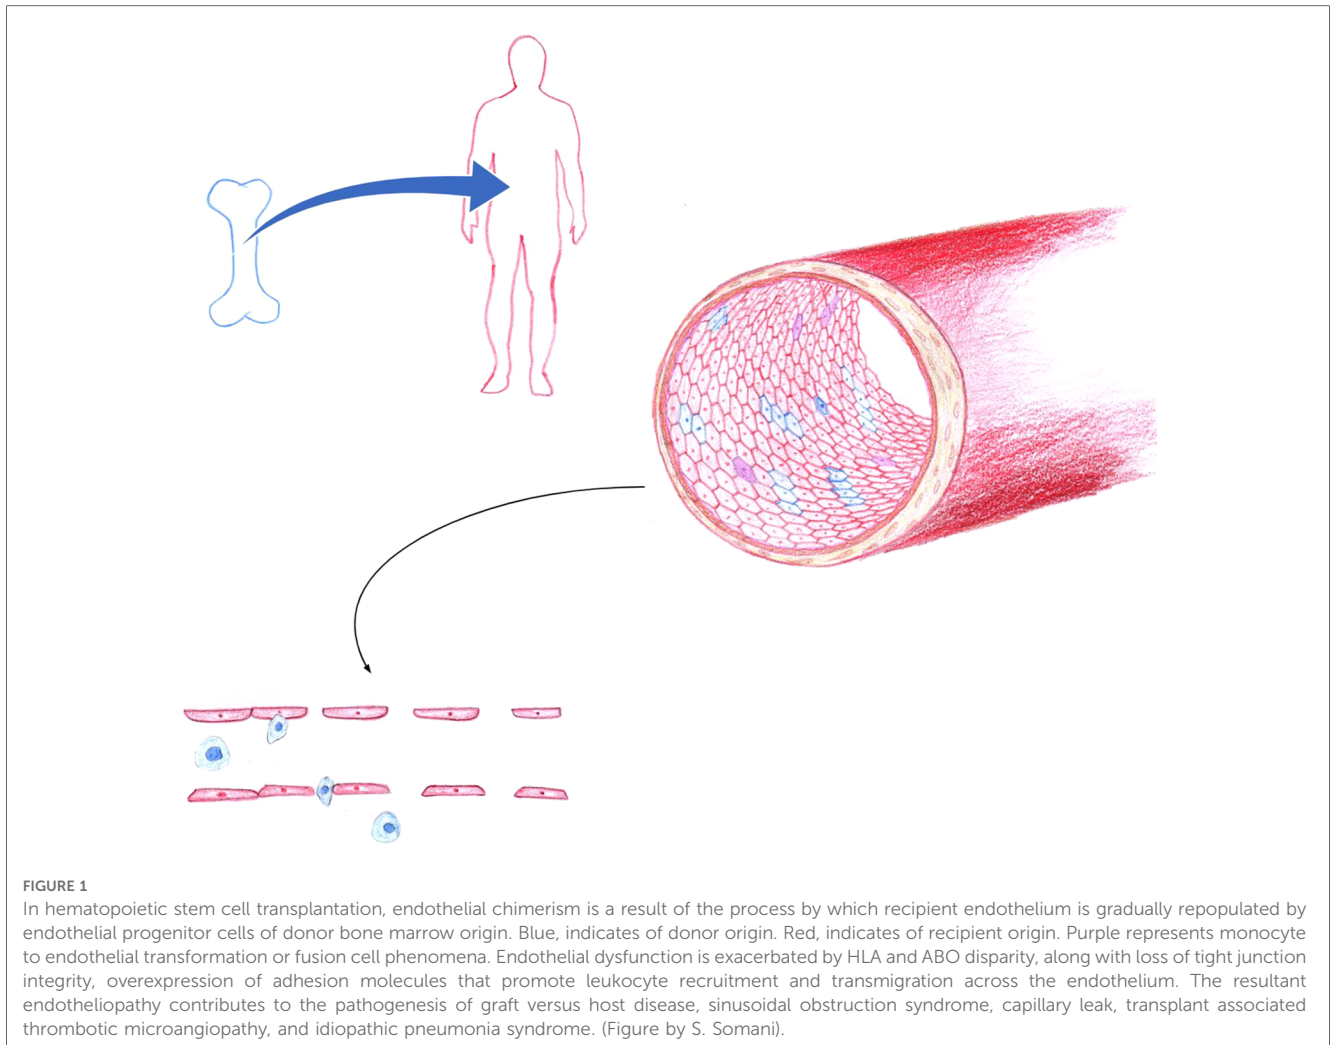 FIGURE 1
In hematopoietic stem cell transplantation, endothelial chimerism is a result of the process by which recipient endothelium is gradually repopulated by
endothelial progenitor cells of donor bone marrow origin. Blue, indicates of donor origin. Red, indicates of recipient origin. Purple represents monocyte
to endothelial transformation or fusion cell phenomena. Endothelial dysfunction is exacerbated by HLA and ABO disparity, along with loss of tight junction
integrity, overexpression of adhesion molecules that promote leukocyte recruitment and transmigration across the endothelium. The resultant
endotheliopathy contributes to the pathogenesis of graft versus host disease, sinusoidal obstruction syndrome, capillary leak, transplant associated
thrombotic microangiopathy, and idiopathic pneumonia syndrome. (Figure by S. Somani).